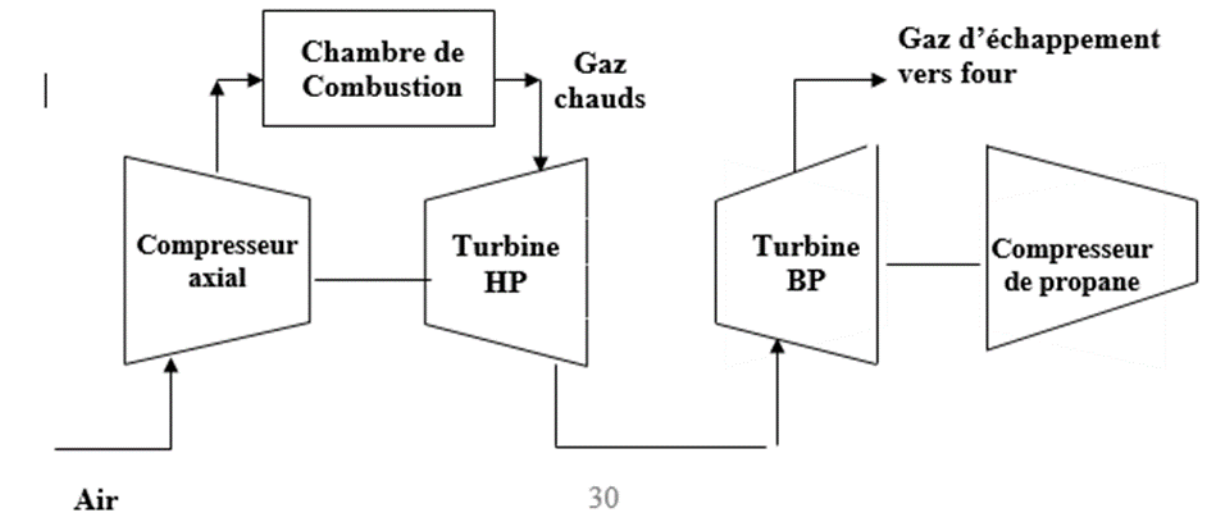 Chambre de
Combustion
Gaz
chauds
Gaz d’échappement
vers four
Compresseur
axial
Turbine
HP
Turbine
BP
Compresseur
de propane
Air
30